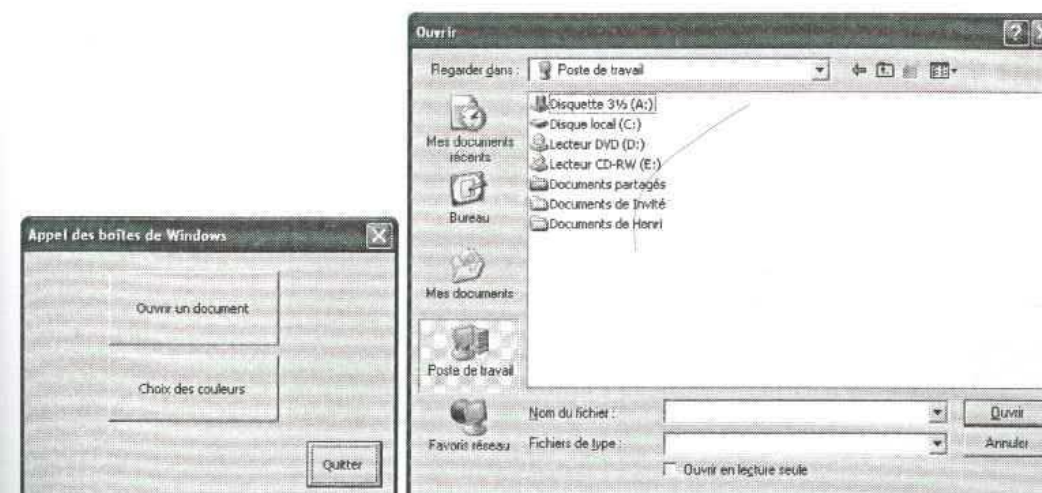 Ouvrir
Regarder dans :
Poste de travail
Disquette 3½ (A:)
Disque local (C:)
Lecteur DVD (D:)
Lecteur CD-RW (E:)
Documents partagés
Documents de Invité
Documents de Henri
Mes documents
récents
Bureau
Mes documents
Poste de travail
Favoris réseau
Nom du fichier :
Fichiers de type :
Ouvrir en lecture seule
Ouvrir
Annuler
Appel des boîtes de Windows
Ouvrir un document
Choix des couleurs
Quitter